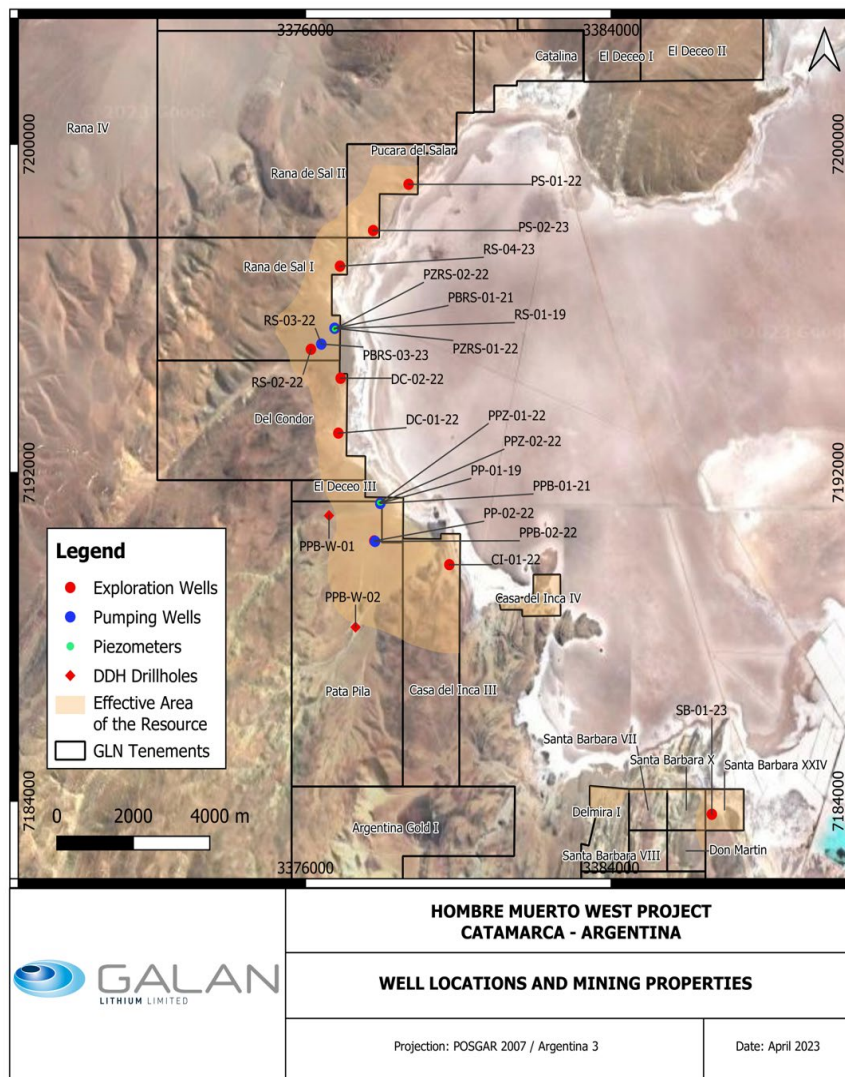 3376000
3384000
El Deceo II
El Deceo I
Catalina
Rana IV
7200000
7200000
Pucara del Salar
Rana de Sal II
PS-01-22
PS-02-23
RS-04-23
Rana de Sal I
PZRS-02-22
PBRS-01-21
RS-03-22
RS-01-19
PZRS-01-22
PBRS-03-23
RS-02-22
DC-02-22
Del Condor
DC-01-22
PPZ-01-22
PPZ-02-22
7192000
7192000
PP-01-19
El Deceo III
PPB-01-21
PP-02-22
PPB-02-22
PPB-W-01
CI-01-22
Casa del Inca IV
PPB-W-02
Pata Pila
Casa del Inca III
Legend
Exploration Wells
Pumping Wells
Piezometers
DDH Drillholes
Effective Area
of the Resource
GLN Tenements
0 2000 4000 m
SB-01-23
Santa Barbara VII
Santa Barbara X
Santa Barbara XXIV
7184000
7184000
Delmira I
Argentina Gold I
Santa Barbara VIII
Don Martin
3376000
3384000
GALAN
LITHIUM LIMITED
HOMBRE MUERTO WEST PROJECT
CATAMARCA - ARGENTINA
WELL LOCATIONS AND MINING PROPERTIES
Projection: POSGAR 2007 / Argentina 3
Date: April 2023